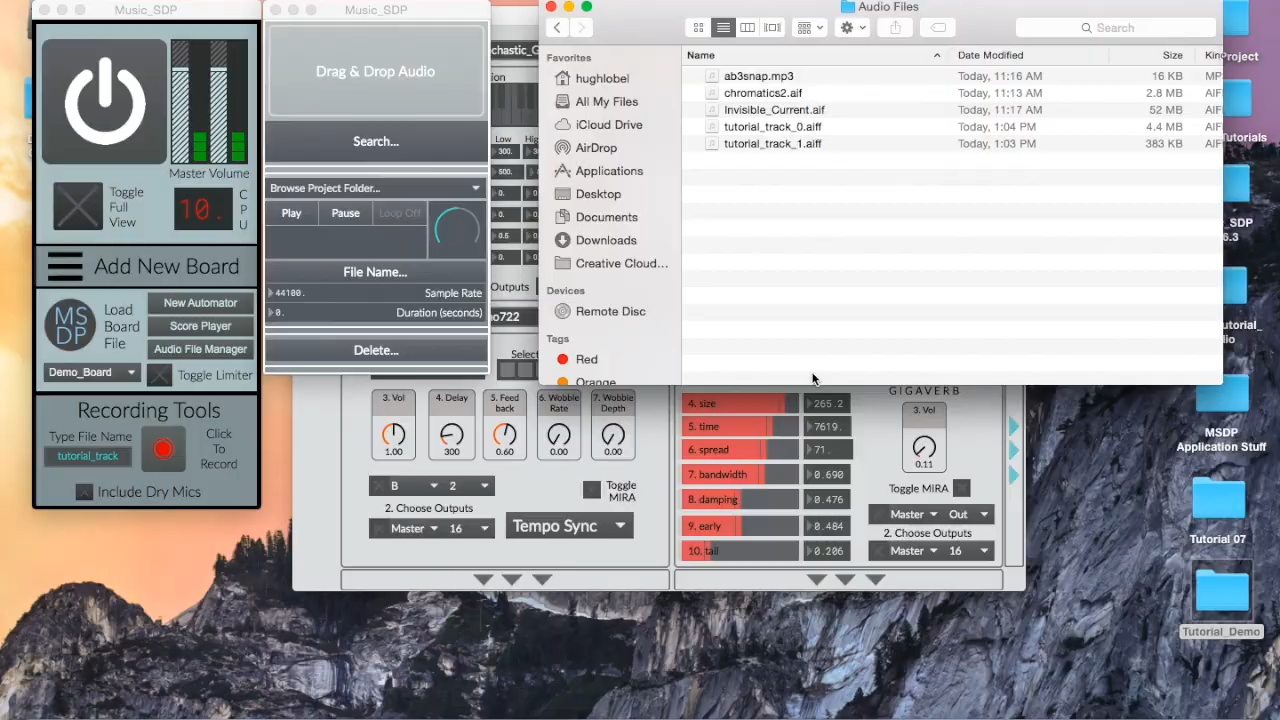 Music_SDP
Toggle
Full
View
Master Volume
10.
C
P
U
Add New Board
MS
DP
Load
Board
File
New Automator
Score Player
Audio File Manager
Demo_Board
Toggle Limiter
Recording Tools
Type File Name
tutorial_track
Click
To
Record
Include Dry Mics
Music_SDP
Drag & Drop Audio
Search...
Browse Project Folder...
Play
Pause
Loop Off
File Name...
44100.
Sample Rate
0.
Duration (seconds)
Delete...
Low
300.
500.
0.
0.
0.5
0.
Outputs
Select
3. Vol
1.00
4. Delay
300
5. Feed
back
0.60
6. Wobble
Rate
0.00
7. Wobble
Depth
0.00
B
2
Toggle
MIRA
2. Choose Outputs
Master
16
Tempo Sync
4. size
265.2
5. time
7619.
6. spread
71.
7. bandwidth
0.690
8. damping
0.476
9. early
0.484
10. tail
0.206
GIGAVERB
3. Vol
0.11
Toggle MIRA
Master
Out
2. Choose Outputs
Master
16
Audio Files
Search
Favorites
hughlobel
All My Files
iCloud Drive
AirDrop
Applications
Desktop
Documents
Downloads
Creative Cloud...
Devices
Remote Disc
Tags
Red
Orange
Name
Date Modified
Size
ab3snap.mp3
Today, 11:16 AM
16 KB
chromatics2.aif
Today, 11:13 AM
2.8 MB
Invisible_Current.aif
Today, 11:17 AM
52 MB
tutorial_track_0.aiff
Today, 1:04 PM
4.4 MB
tutorial_track_1.aiff
Today, 1:03 PM
383 KB
MSDP
Application Stuff
Tutorial 07
Tutorial_Demo